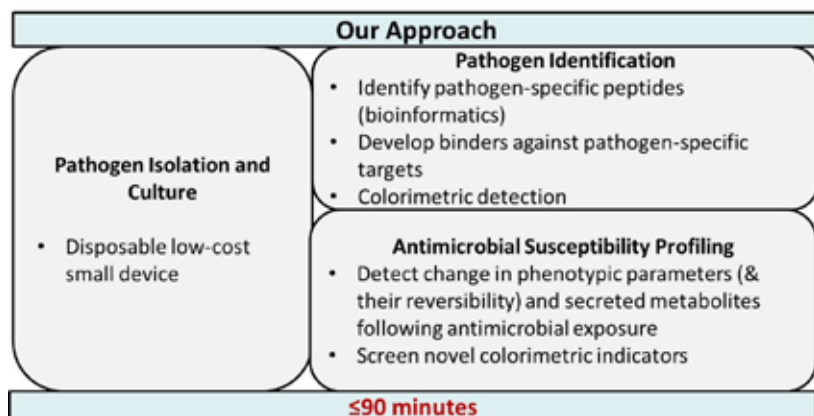 Our Approach
Pathogen Isolation and
Culture
• Disposable low-cost
small device
Pathogen Identification
• Identify pathogen-specific peptides
(bioinformatics)
• Develop binders against pathogen-specific
targets
• Colorimetric detection
Antimicrobial Susceptibility Profiling
• Detect change in phenotypic parameters (&
their reversibility) and secreted metabolites
following antimicrobial exposure
• Screen novel colorimetric indicators
≤90 minutes